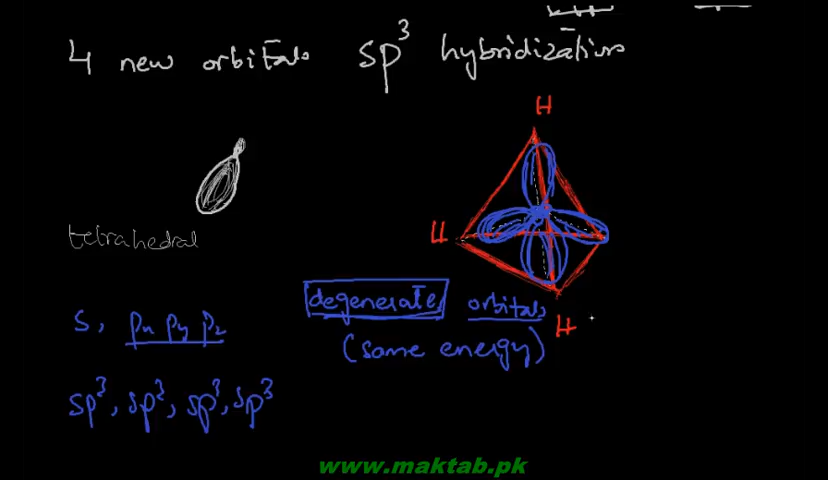 4 new orbitals sp³ hybridization
H
tetrahedral
H
degenerate orbitals
s, px py pz
H
(same energy)
sp³, sp³, sp³, sp³
www.maktab.pk